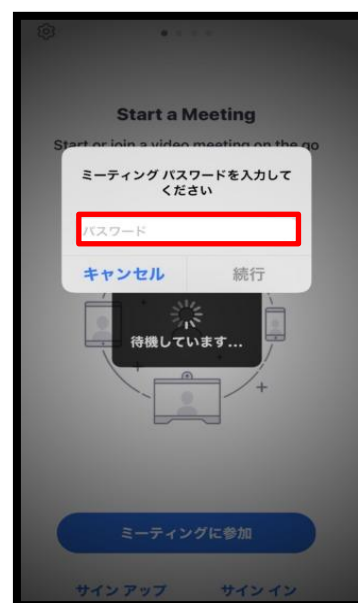 Start a Meeting
Start or join a video meeting on the go
ミーティング パスワードを入力して
ください
パスワード
キャンセル
続行
待機しています...
ミーティングに参加
サイン アップ
サイン イン